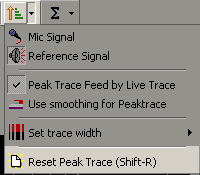 Σ
Mic Signal
Reference Signal
Peak Trace Feed by Live Trace
Use smoothing for Peaktrace
Set trace width
Reset Peak Trace (Shift-R)